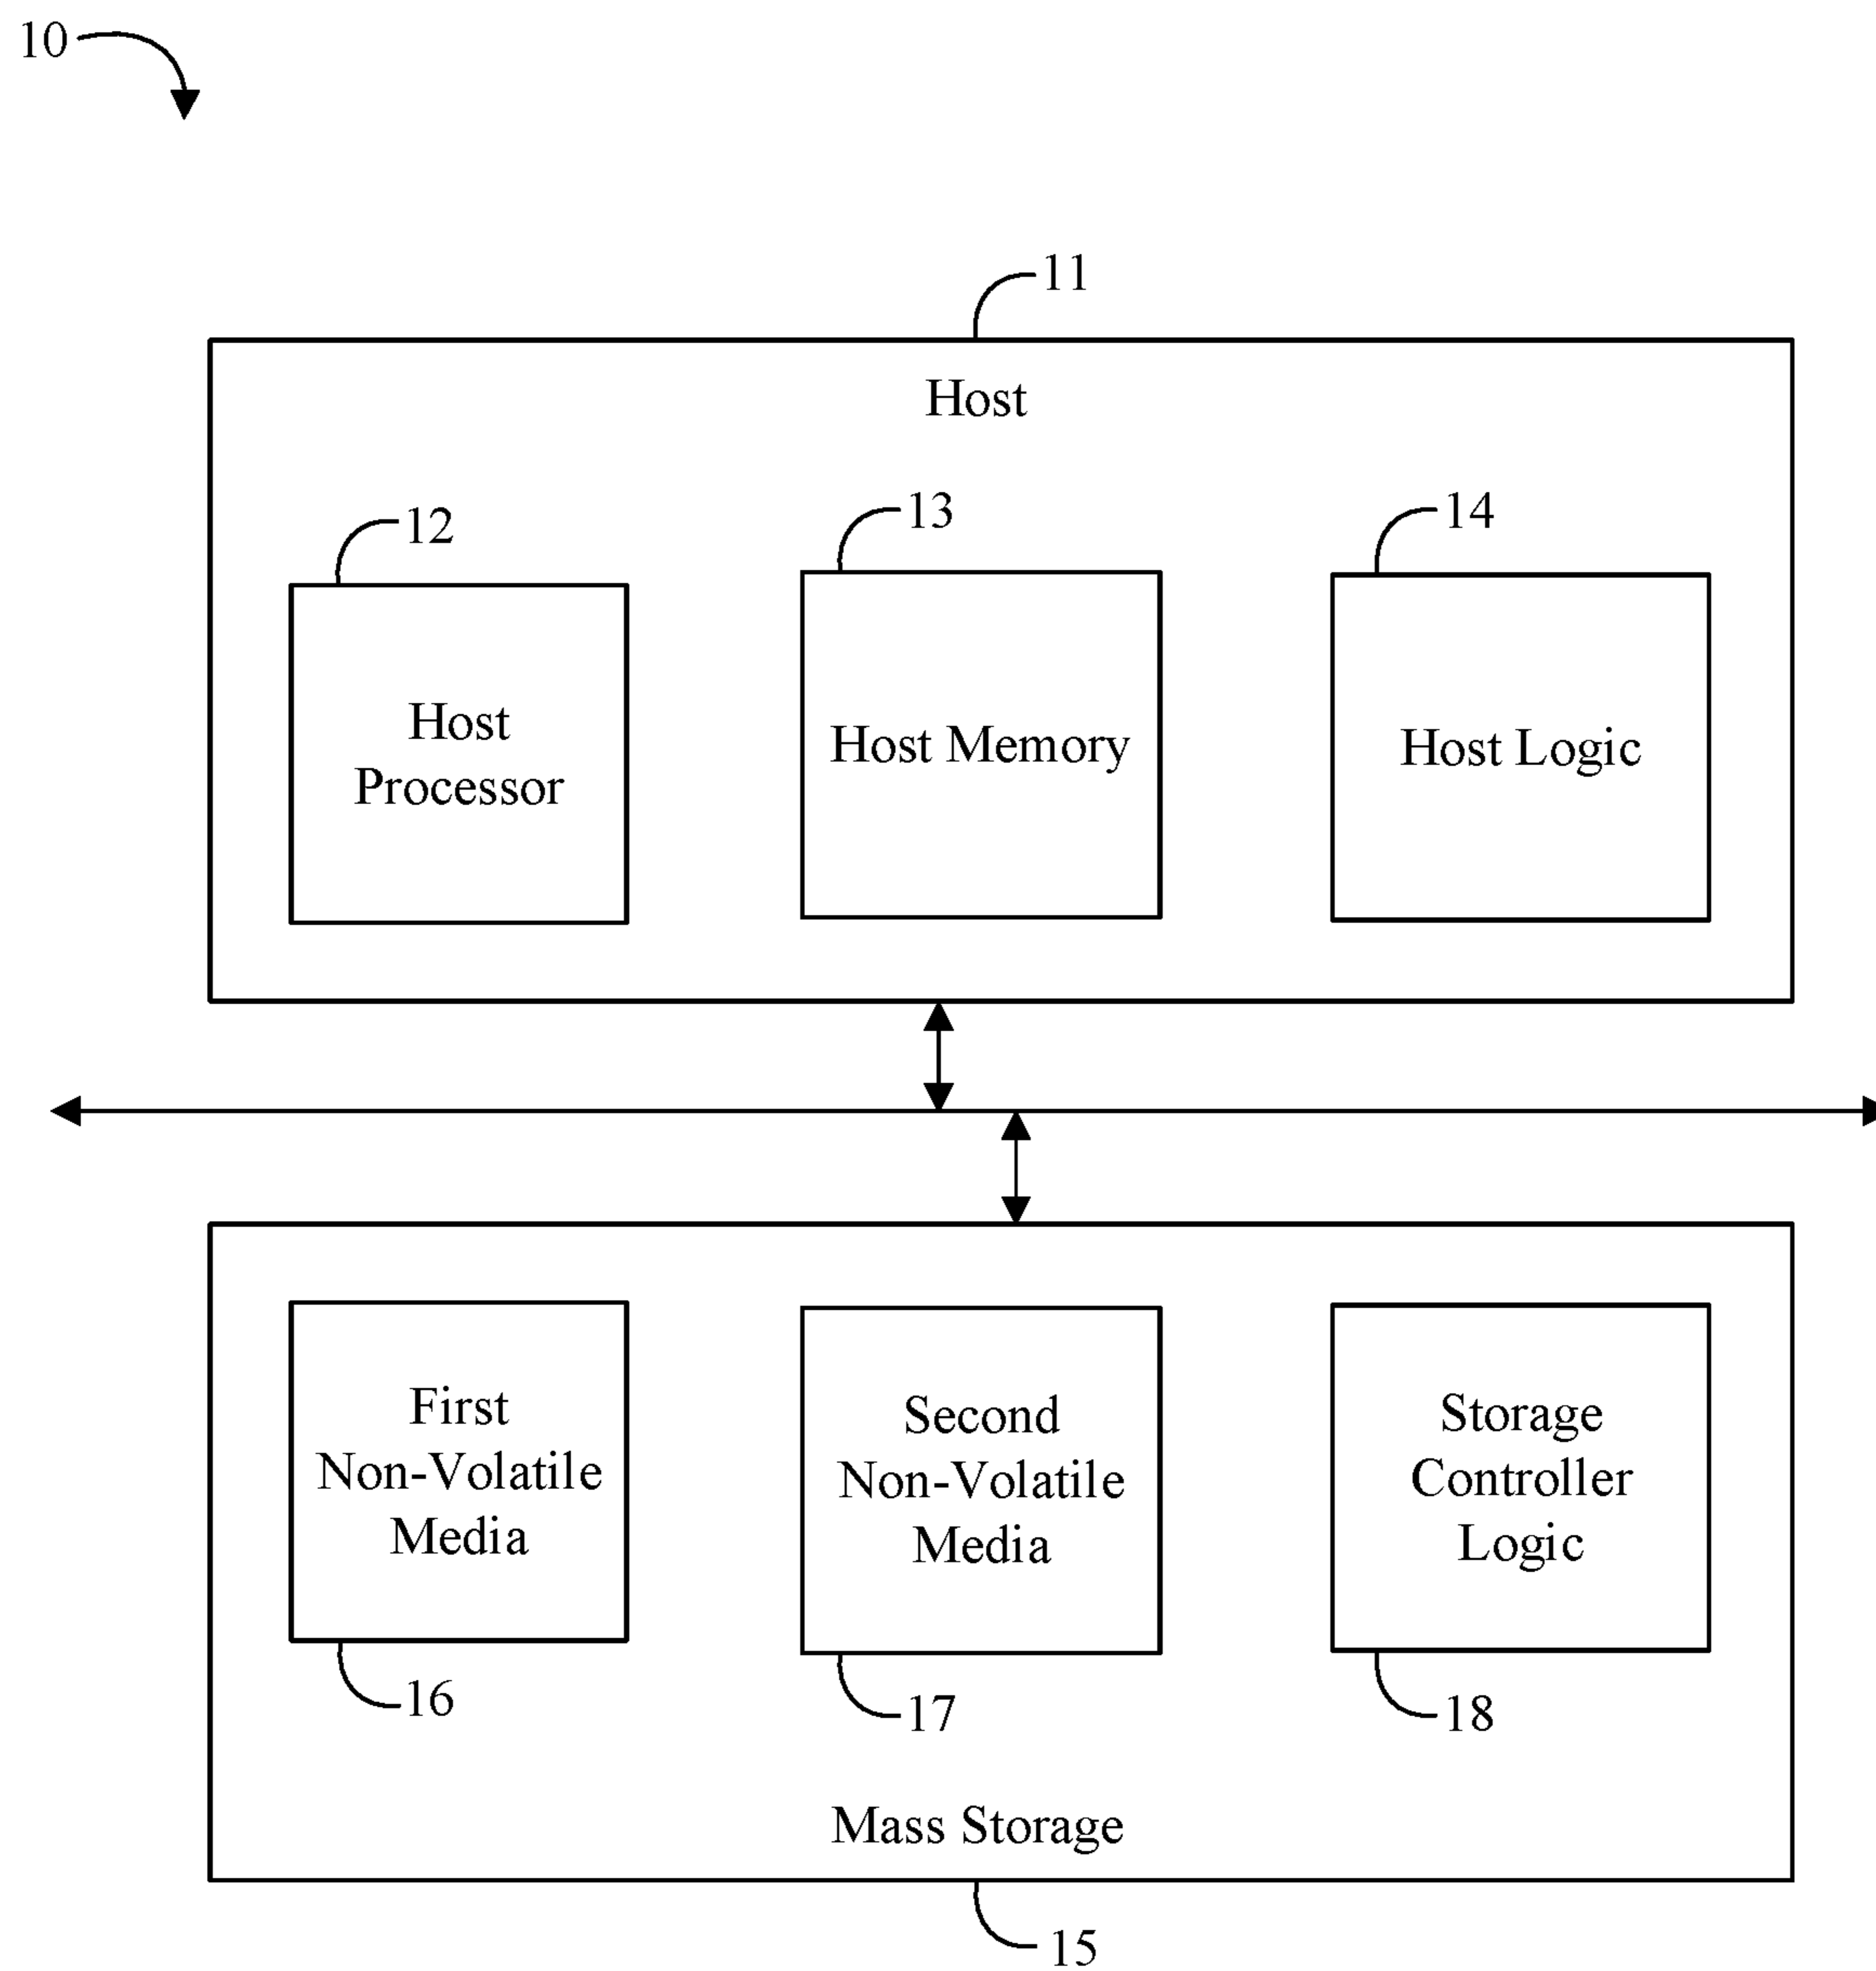 10
11
Host
12
13
14
Host
Processor
Host Memory
Host Logic
First
Non-Volatile
Media
Second
Non-Volatile
Media
Storage
Controller
Logic
16
17
18
Mass Storage
15